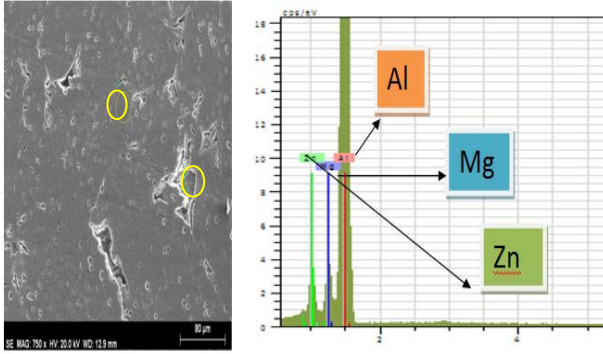 SE MAG: 750 x HV: 20.0 kV WD: 12.9 mm
80 µm
cps/eV
18
16
14
12
10
8
6
4
2
0
2
4
Zn
Mg
Al
Al
Mg
Zn